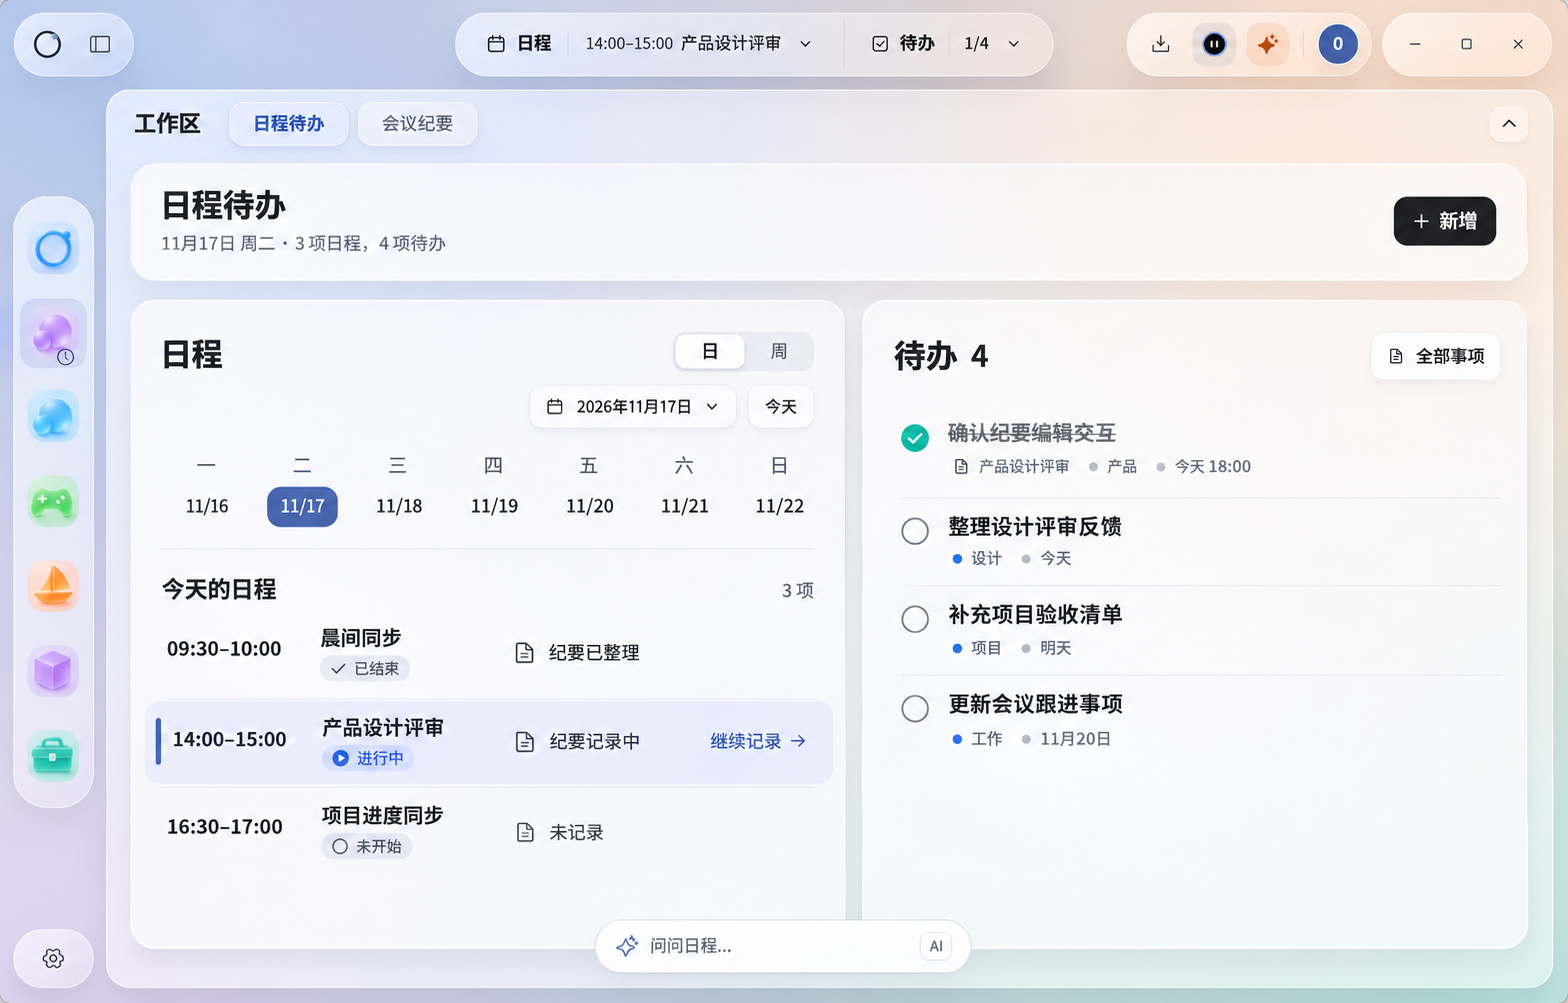 日程 14:00–15:00 产品设计评审 待办 1/4 0
工作区 日程待办 会议纪要
日程待办
11月17日 周二 · 3 项日程，4 项待办
+ 新增
日程
日 周
2026年11月17日 今天
一 二 三 四 五 六 日
11/16 11/17 11/18 11/19 11/20 11/21 11/22
今天的日程 3 项
09:30–10:00 晨间同步 纪要已整理
已结束
14:00–15:00 产品设计评审 纪要记录中 继续记录 →
进行中
16:30–17:00 项目进度同步 未记录
未开始
待办 4 全部事项
确认纪要编辑交互
产品设计评审 产品 今天 18:00
整理设计评审反馈
设计 今天
补充项目验收清单
项目 明天
更新会议跟进事项
工作 11月20日
问问日程... AI